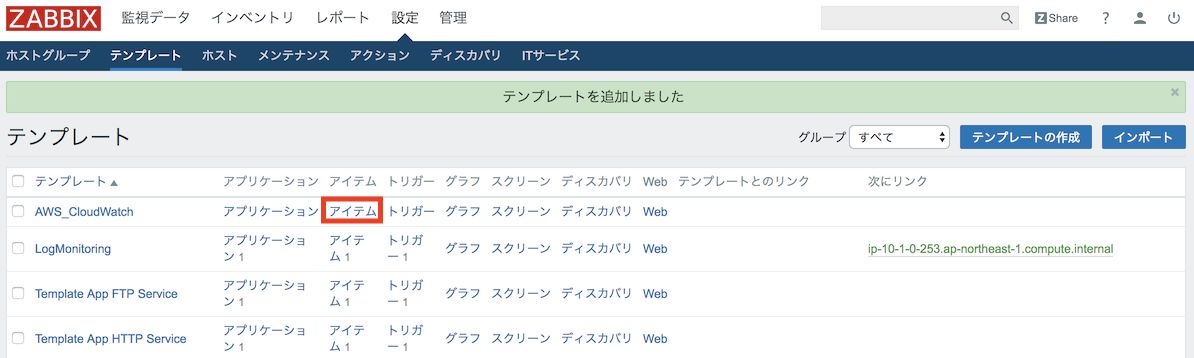 ZABBIX 監視データ インベントリ レポート 設定 管理 Share ?
ホストグループ テンプレート ホスト メンテナンス アクション ディスカバリ ITサービス
テンプレートを追加しました ×
テンプレート グループ すべて テンプレートの作成 インポート
テンプレート ▲ アプリケーション アイテム トリガー グラフ スクリーン ディスカバリ Web テンプレートとのリンク 次にリンク
AWS_CloudWatch アプリケーション アイテム トリガー グラフ スクリーン ディスカバリ Web
LogMonitoring アプリケーション 1 アイテム 1 トリガー 1 グラフ スクリーン ディスカバリ Web ip-10-1-0-253.ap-northeast-1.compute.internal
Template App FTP Service アプリケーション 1 アイテム 1 トリガー 1 グラフ スクリーン ディスカバリ Web
Template App HTTP Service アプリケーション 1 アイテム 1 トリガー 1 グラフ スクリーン ディスカバリ Web